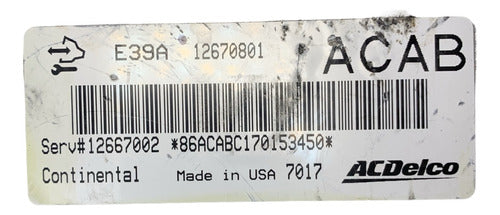 E39A 12670801 ACAB
Serv#12667002 *86ACABC170153450*
Continental Made in USA 7017 ACDelco